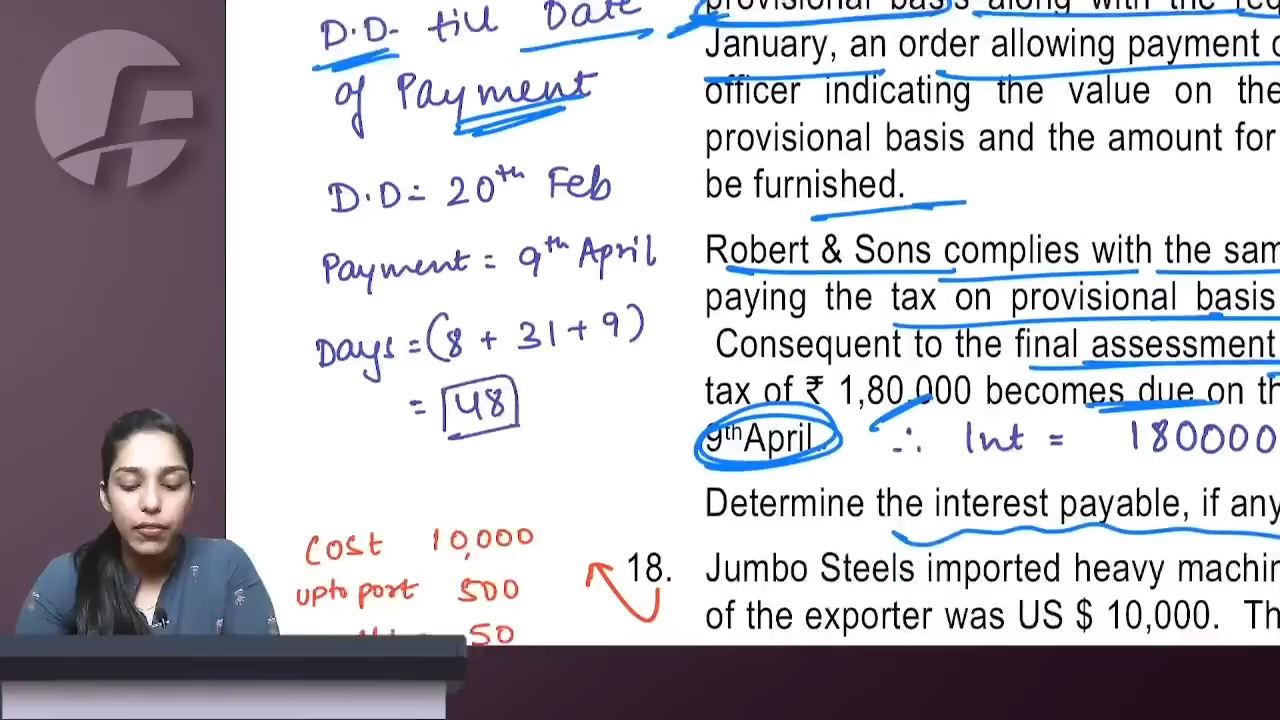 D.D. till Date
of Payment
D.D = 20th Feb
Payment = 9th April
Days = (8 + 31 + 9)
= 48
cost 10,000
upto port 500
50
provisional basis along with the
January, an order allowing payment
officer indicating the value on the
provisional basis and the amount for
be furnished.
Robert & Sons complies with the
paying the tax on provisional basis
Consequent to the final assessment
tax of ₹ 1,80,000 becomes due on
9th April.
∴ Int = 180000
Determine the interest payable, if any
18. Jumbo Steels imported heavy
of the exporter was US $ 10,000.